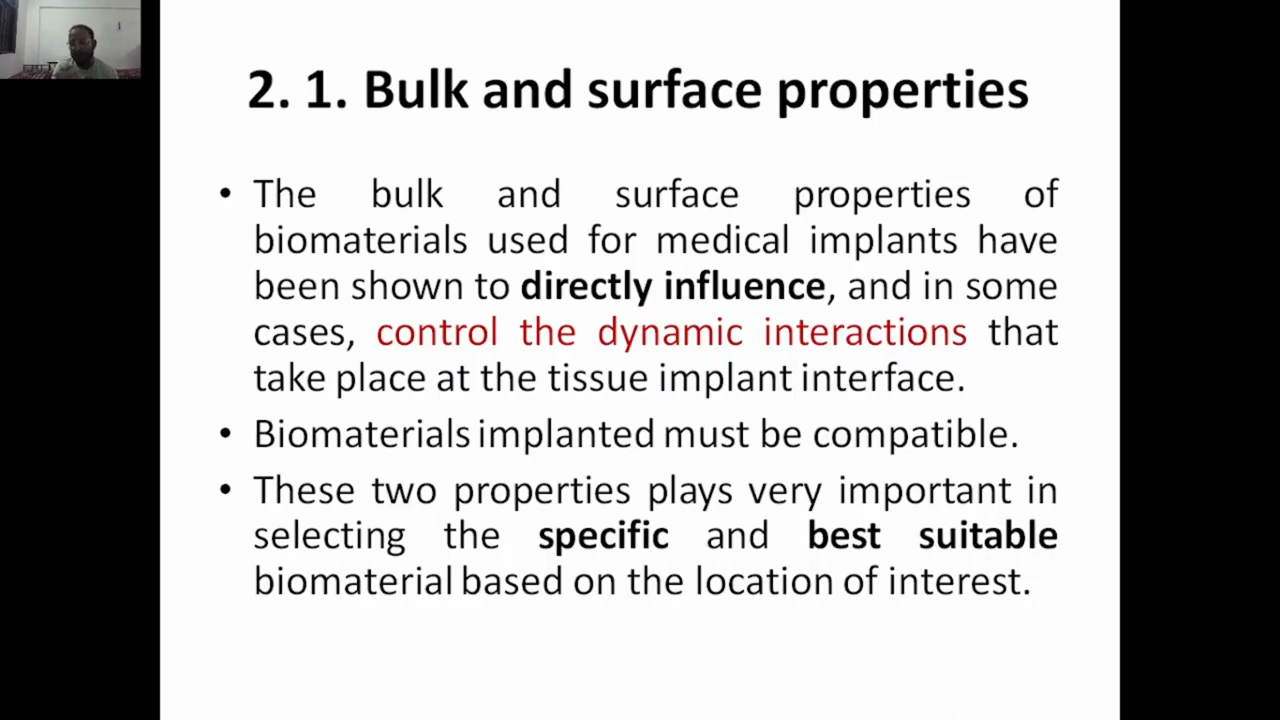 2. 1. Bulk and surface properties
• The bulk and surface properties of
biomaterials used for medical implants have
been shown to directly influence, and in some
cases, control the dynamic interactions that
take place at the tissue implant interface.
• Biomaterials implanted must be compatible.
• These two properties plays very important in
selecting the specific and best suitable
biomaterial based on the location of interest.